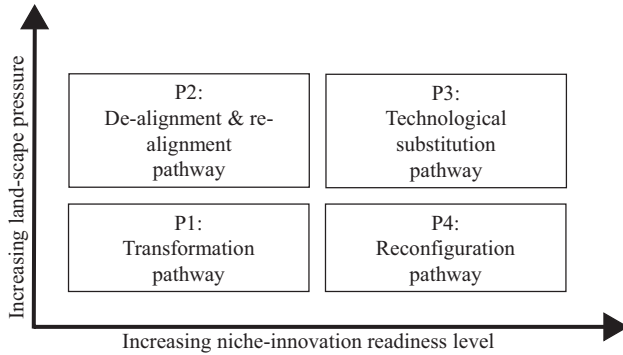 Increasing land-scape pressure
P2:
De-alignment & re-
alignment
pathway
P3:
Technological
substitution
pathway
P1:
Transformation
pathway
P4:
Reconfiguration
pathway
Increasing niche-innovation readiness level